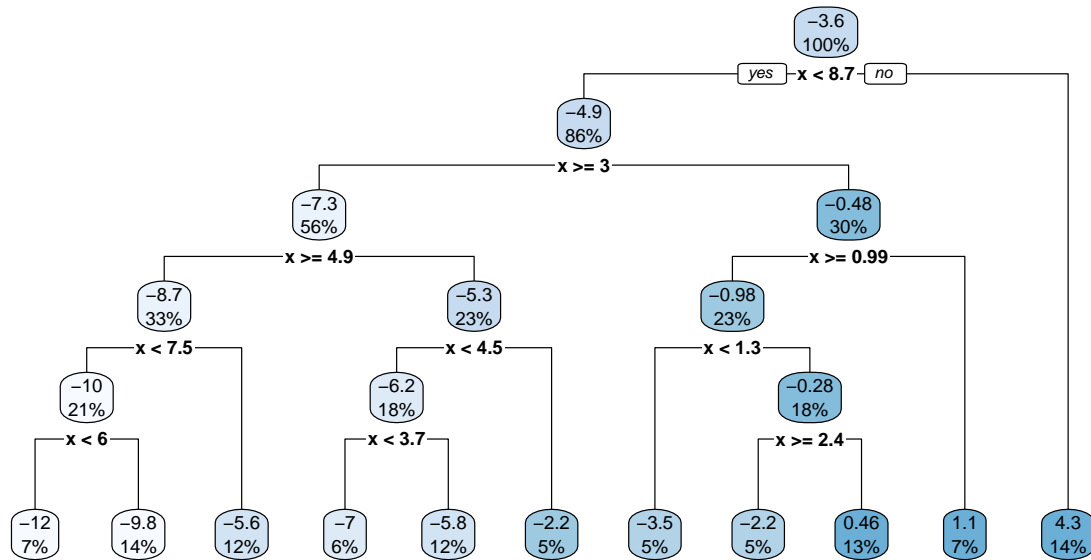 −3.6
100%
yes x < 8.7 no
−4.9
86%
x >= 3
−7.3 −0.48
56% 30%
x >= 4.9 x >= 0.99
−8.7 −5.3 −0.98
33% 23% 23%
x < 7.5 x < 4.5 x < 1.3
−10 −6.2 −0.28
21% 18% 18%
x < 6 x < 3.7 x >= 2.4
−12 −9.8 −5.6 −7 −5.8 −2.2 −3.5 −2.2 0.46 1.1 4.3
7% 14% 12% 6% 12% 5% 5% 5% 13% 7% 14%